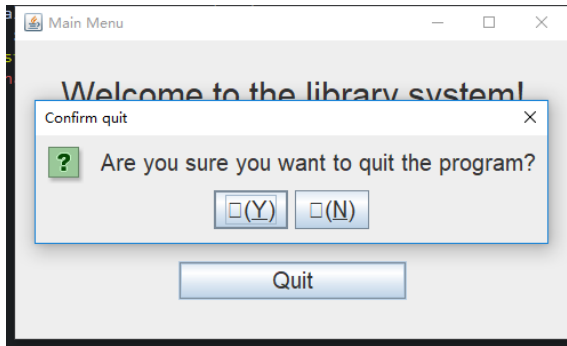 Main Menu
Welcome to the library system!
Confirm quit
Are you sure you want to quit the program?
□(Y) □(N)
Quit